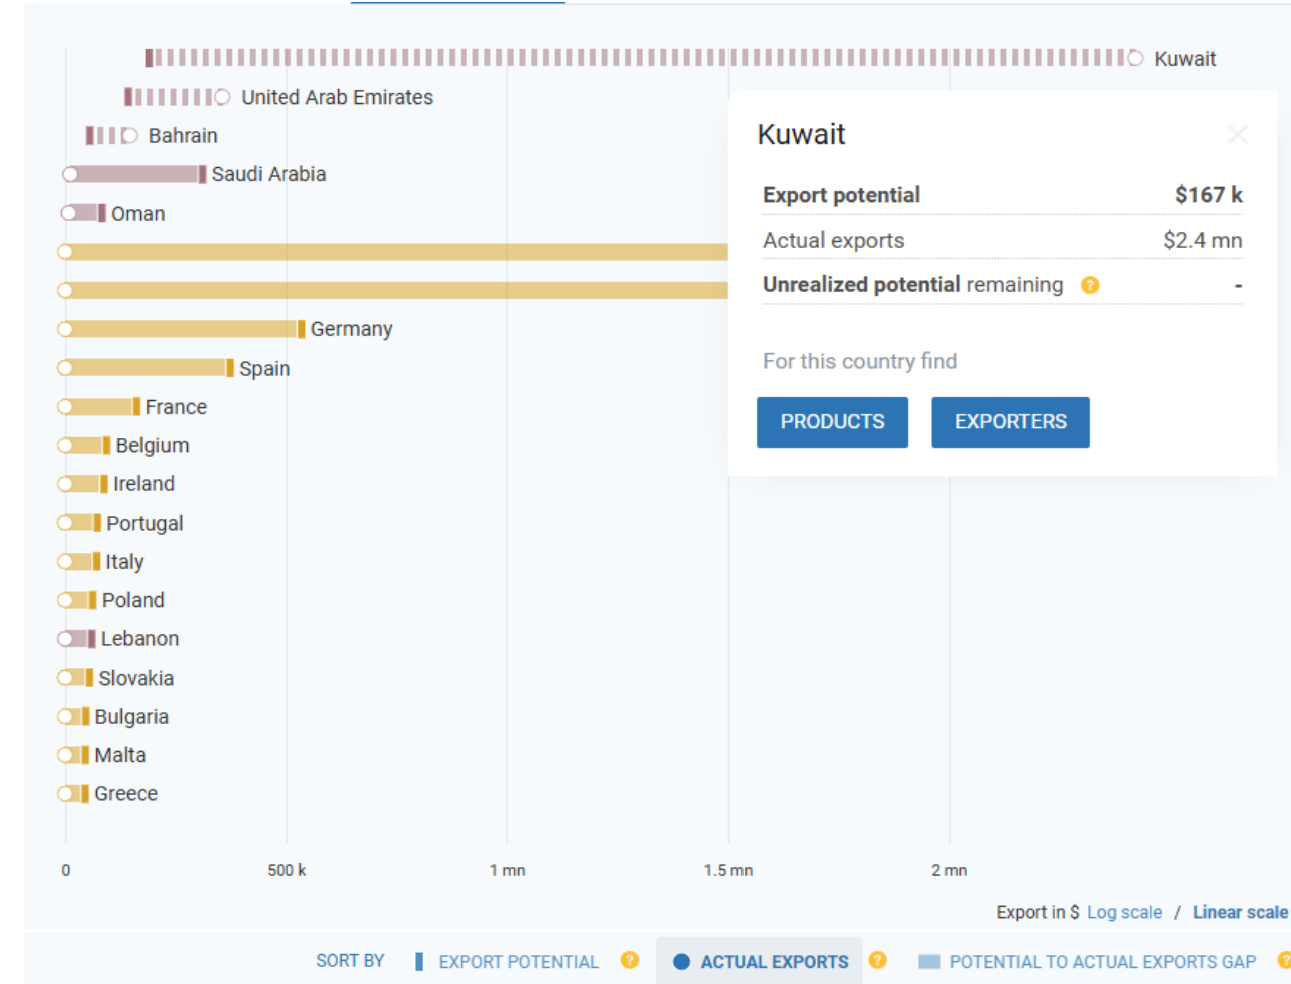 Kuwait
United Arab Emirates
Bahrain
Saudi Arabia
Oman
Germany
Spain
France
Belgium
Ireland
Portugal
Italy
Poland
Lebanon
Slovakia
Bulgaria
Malta
Greece
Kuwait ×
Export potential $167 k
Actual exports $2.4 mn
Unrealized potential remaining ? -
For this country find
PRODUCTS EXPORTERS
0 500 k 1 mn 1.5 mn 2 mn
Export in $ Log scale / Linear scale
SORT BY EXPORT POTENTIAL ? ACTUAL EXPORTS ? POTENTIAL TO ACTUAL EXPORTS GAP ?